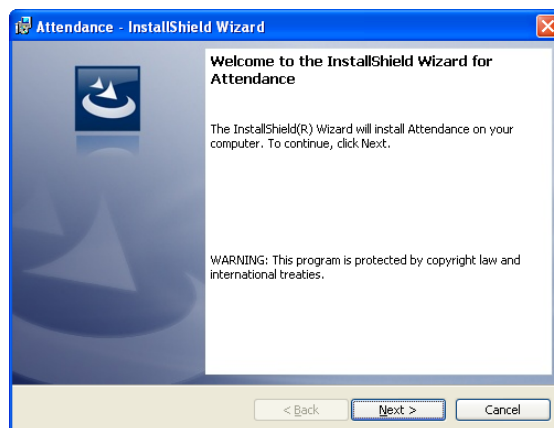 Attendance - InstallShield Wizard
Welcome to the InstallShield Wizard for
Attendance
The InstallShield(R) Wizard will install Attendance on your
computer. To continue, click Next.
WARNING: This program is protected by copyright law and
international treaties.
< Back Next > Cancel